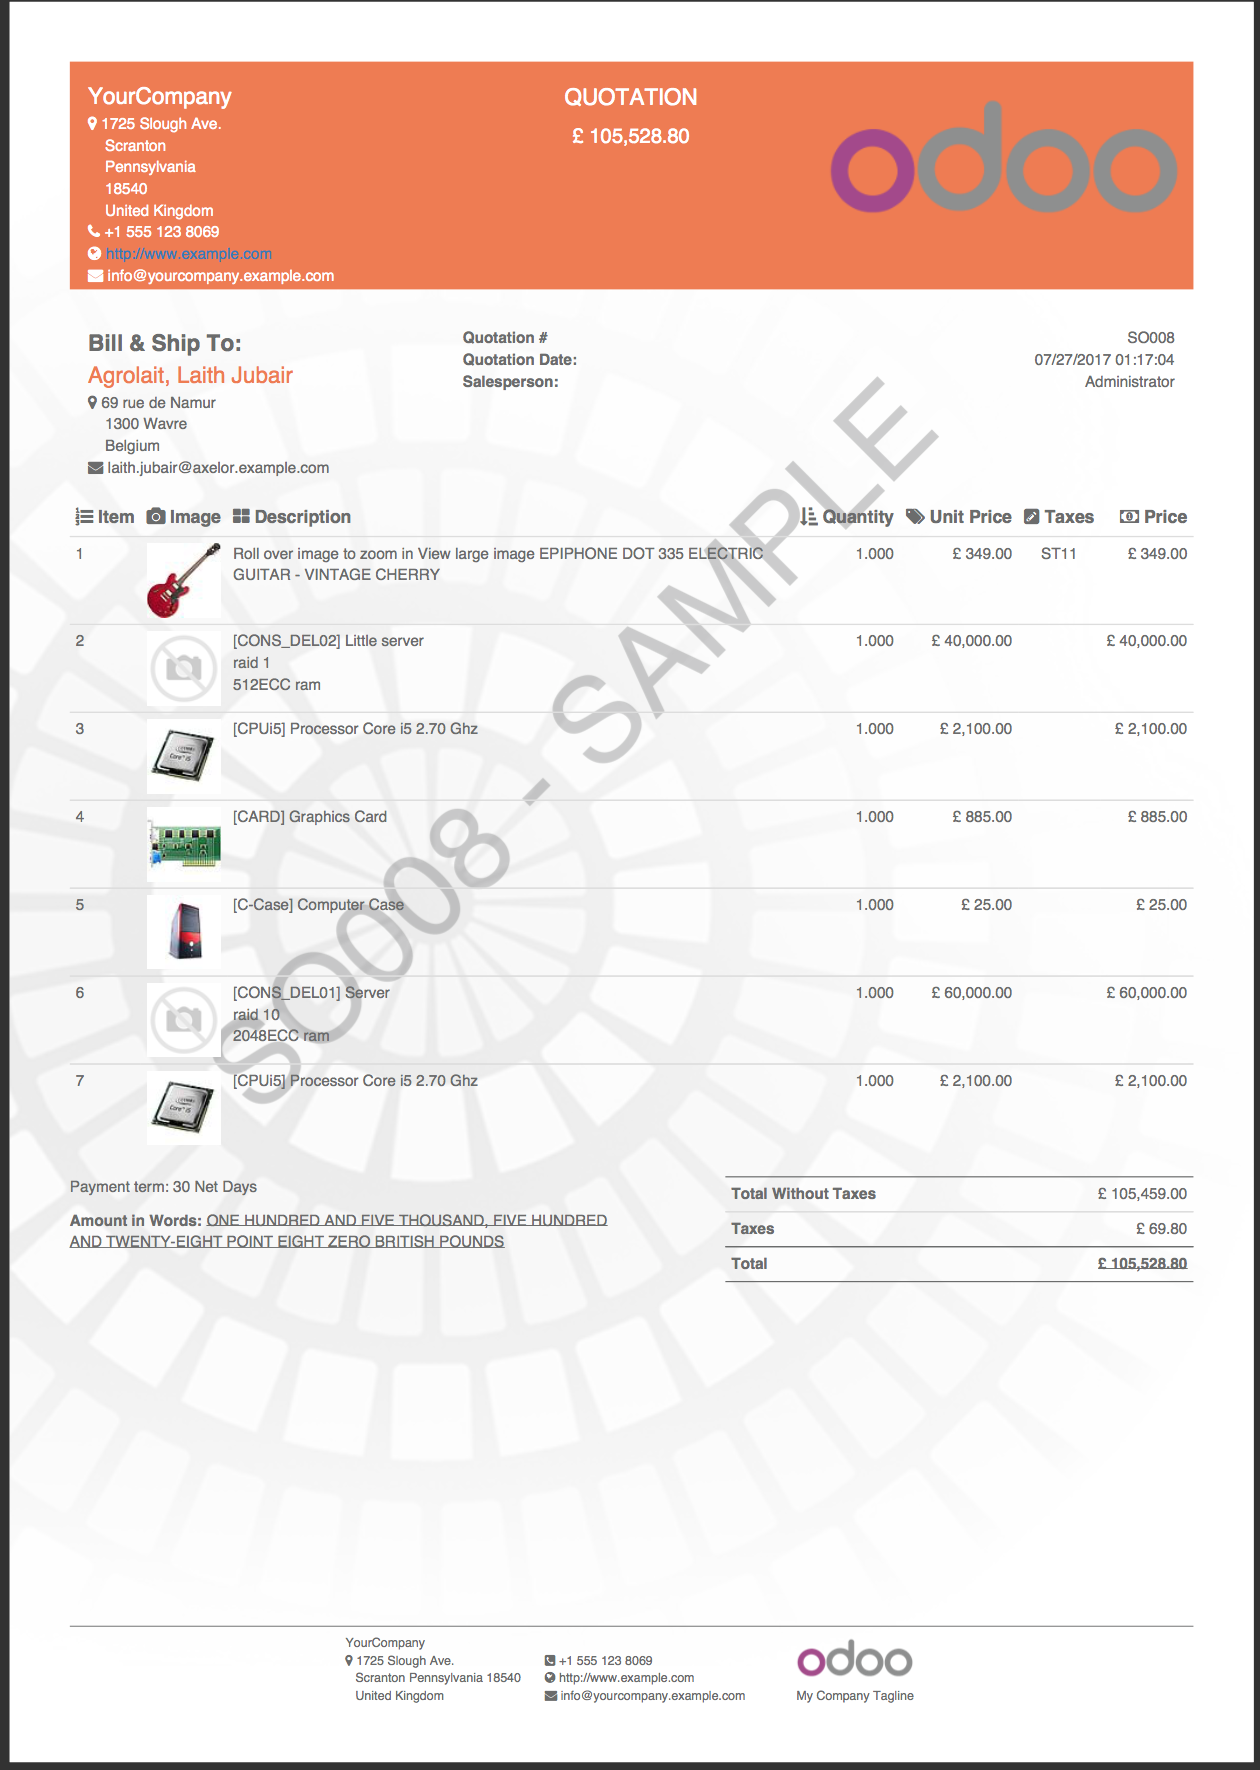 YourCompany
1725 Slough Ave.
Scranton
Pennsylvania
18540
United Kingdom
+1 555 123 8069
http://www.example.com
info@yourcompany.example.com
QUOTATION
£ 105,528.80
odoo
Bill & Ship To:
Agrolait, Laith Jubair
69 rue de Namur
1300 Wavre
Belgium
laith.jubair@axelor.example.com
Quotation # SO008
Quotation Date: 07/27/2017 01:17:04
Salesperson: Administrator
SO008 - SAMPLE
Item Image Description Quantity Unit Price Taxes Price
1 Roll over image to zoom in View large image EPIPHONE DOT 335 ELECTRIC 1.000 £ 349.00 ST11 £ 349.00
GUITAR - VINTAGE CHERRY
2 [CONS_DEL02] Little server 1.000 £ 40,000.00 £ 40,000.00
raid 1
512ECC ram
3 [CPUi5] Processor Core i5 2.70 Ghz 1.000 £ 2,100.00 £ 2,100.00
4 [CARD] Graphics Card 1.000 £ 885.00 £ 885.00
5 [C-Case] Computer Case 1.000 £ 25.00 £ 25.00
6 [CONS_DEL01] Server 1.000 £ 60,000.00 £ 60,000.00
raid 10
2048ECC ram
7 [CPUi5] Processor Core i5 2.70 Ghz 1.000 £ 2,100.00 £ 2,100.00
Payment term: 30 Net Days
Amount in Words: ONE HUNDRED AND FIVE THOUSAND, FIVE HUNDRED
AND TWENTY-EIGHT POINT EIGHT ZERO BRITISH POUNDS
Total Without Taxes £ 105,459.00
Taxes £ 69.80
Total £ 105,528.80
YourCompany
1725 Slough Ave.
Scranton Pennsylvania 18540
United Kingdom
+1 555 123 8069
http://www.example.com
info@yourcompany.example.com
odoo
My Company Tagline